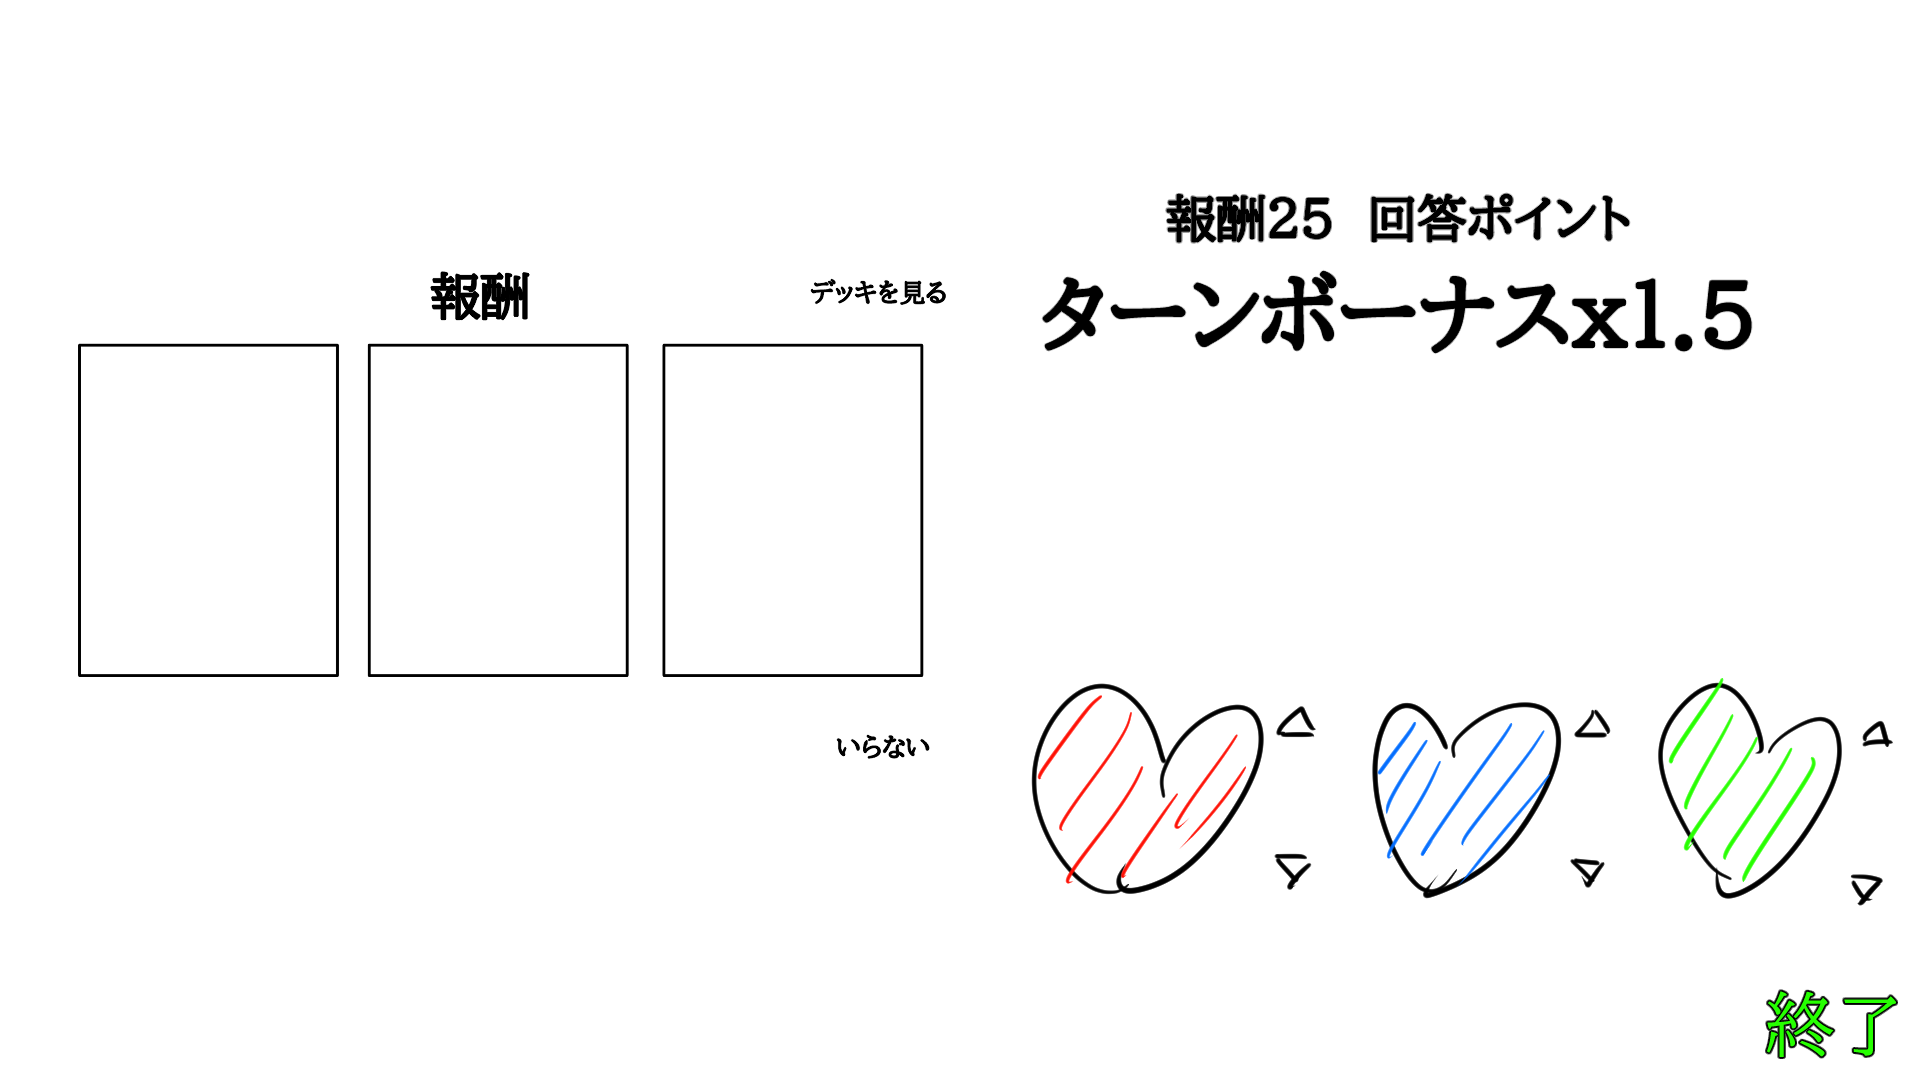 報酬
デッキを見る
いらない
報酬25 回答ポイント
ターンボーナスx1.5
終了